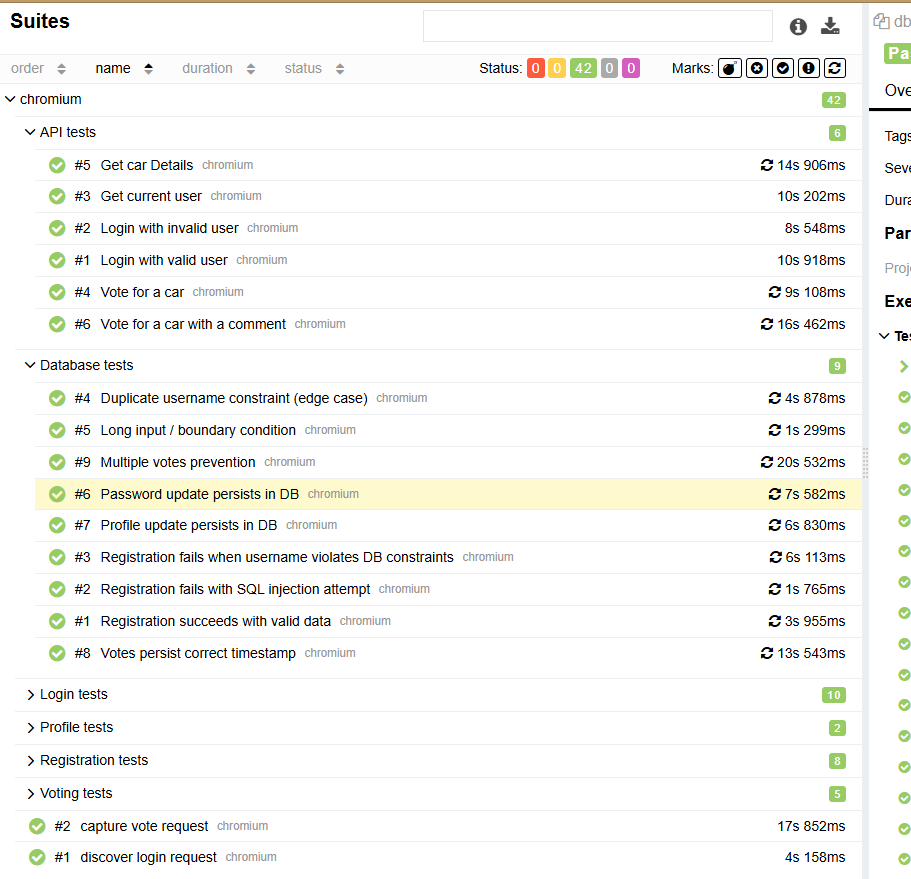 Suites
db
order name duration status Status: 0 0 42 0 0 Marks:
Pa
chromium 42
Ove
API tests 6
Tags
#5 Get car Details chromium 14s 906ms
Seve
#3 Get current user chromium 10s 202ms
Dura
#2 Login with invalid user chromium 8s 548ms
Par
#1 Login with valid user chromium 10s 918ms
Proje
#4 Vote for a car chromium 9s 108ms
Exe
#6 Vote for a car with a comment chromium 16s 462ms
Tes
Database tests 9
#4 Duplicate username constraint (edge case) chromium 4s 878ms
#5 Long input / boundary condition chromium 1s 299ms
#9 Multiple votes prevention chromium 20s 532ms
#6 Password update persists in DB chromium 7s 582ms
#7 Profile update persists in DB chromium 6s 830ms
#3 Registration fails when username violates DB constraints chromium 6s 113ms
#2 Registration fails with SQL injection attempt chromium 1s 765ms
#1 Registration succeeds with valid data chromium 3s 955ms
#8 Votes persist correct timestamp chromium 13s 543ms
Login tests 10
Profile tests 2
Registration tests 8
Voting tests 5
#2 capture vote request chromium 17s 852ms
#1 discover login request chromium 4s 158ms